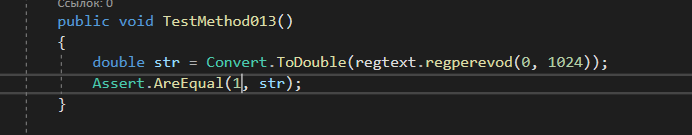 Ссылок: 0
public void TestMethod013()
{
double str = Convert.ToDouble(regtext.regperevod(0, 1024));
Assert.AreEqual(1, str);
}